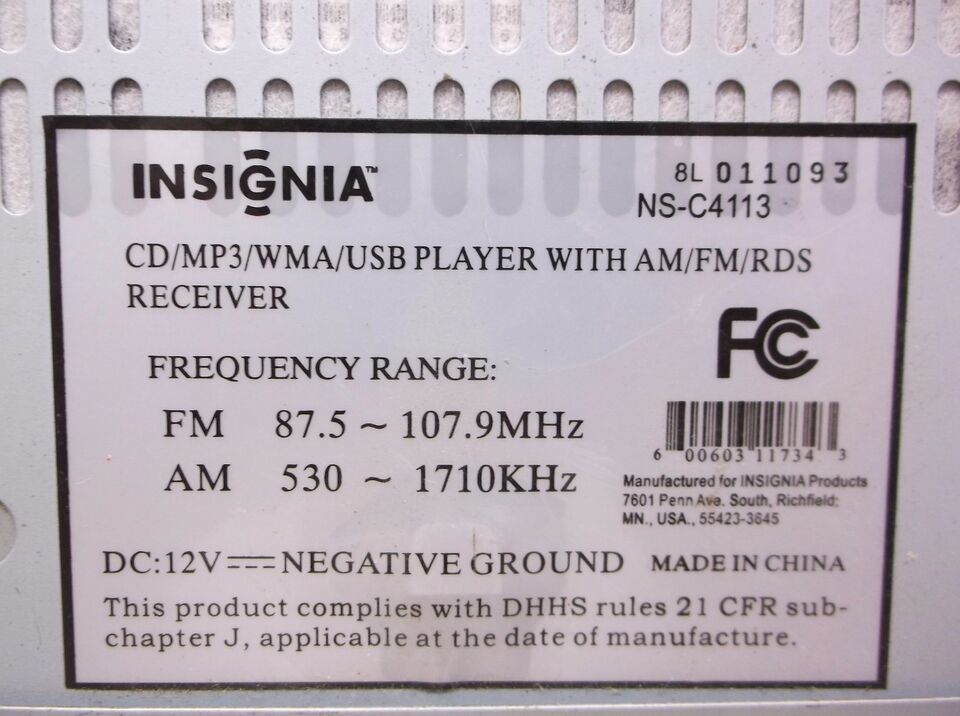 INSIGNIA™
8L 011093
NS-C4113
CD/MP3/WMA/USB PLAYER WITH AM/FM/RDS
RECEIVER
FC
FREQUENCY RANGE:
FM 87.5 ~ 107.9MHz
AM 530 ~ 1710KHz
6 00603 11734 3
Manufactured for INSIGNIA Products
7601 Penn Ave. South, Richfield;
MN., USA., 55423-3645
DC:12V NEGATIVE GROUND MADE IN CHINA
This product complies with DHHS rules 21 CFR sub-
chapter J, applicable at the date of manufacture.